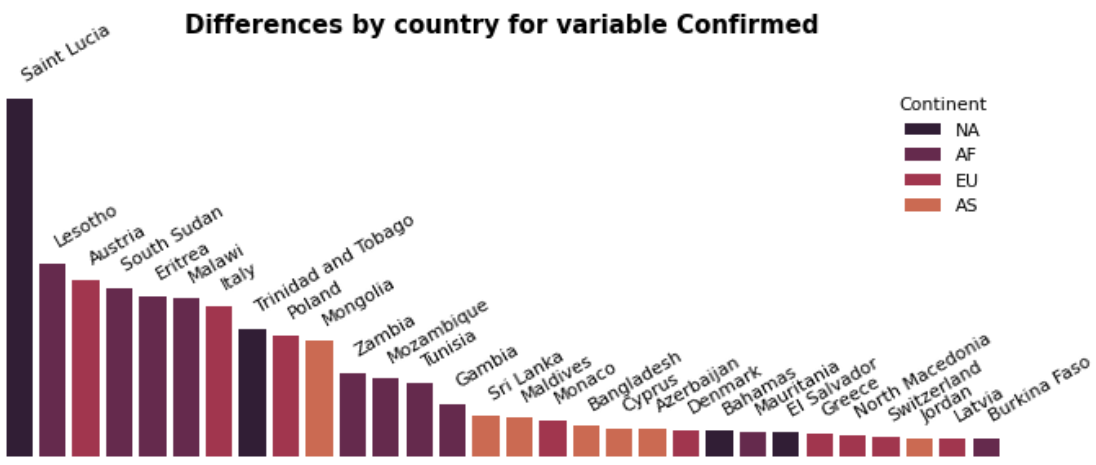 Differences by country for variable Confirmed
Saint Lucia
Lesotho
Austria
South Sudan
Eritrea
Malawi
Italy
Trinidad and Tobago
Poland
Mongolia
Zambia
Mozambique
Tunisia
Gambia
Sri Lanka
Maldives
Monaco
Bangladesh
Cyprus
Azerbaijan
Denmark
Bahamas
Mauritania
El Salvador
Greece
North Macedonia
Switzerland
Jordan
Latvia
Burkina Faso
Continent
NA
AF
EU
AS